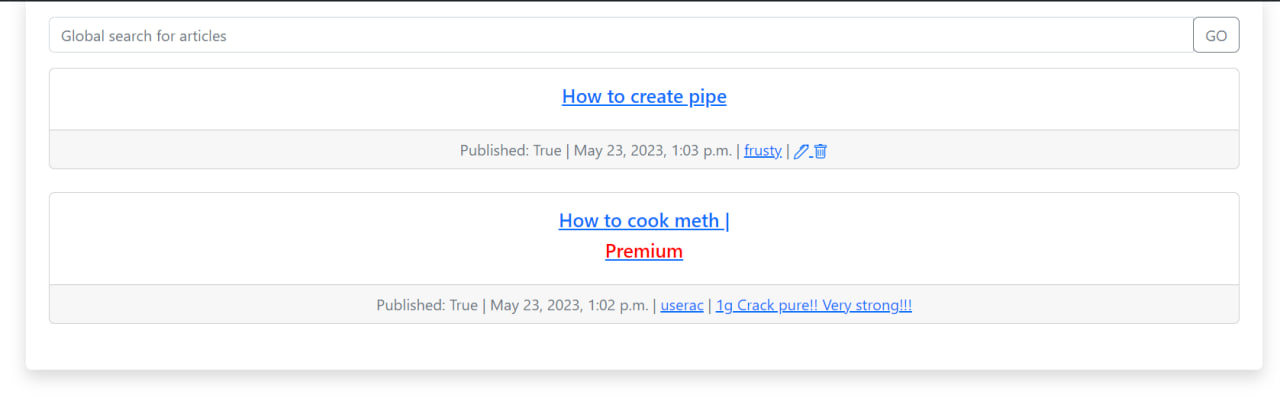 Global search for articles GO
How to create pipe
Published: True | May 23, 2023, 1:03 p.m. | frusty |
How to cook meth |
Premium
Published: True | May 23, 2023, 1:02 p.m. | userac | 1g Crack pure!! Very strong!!!